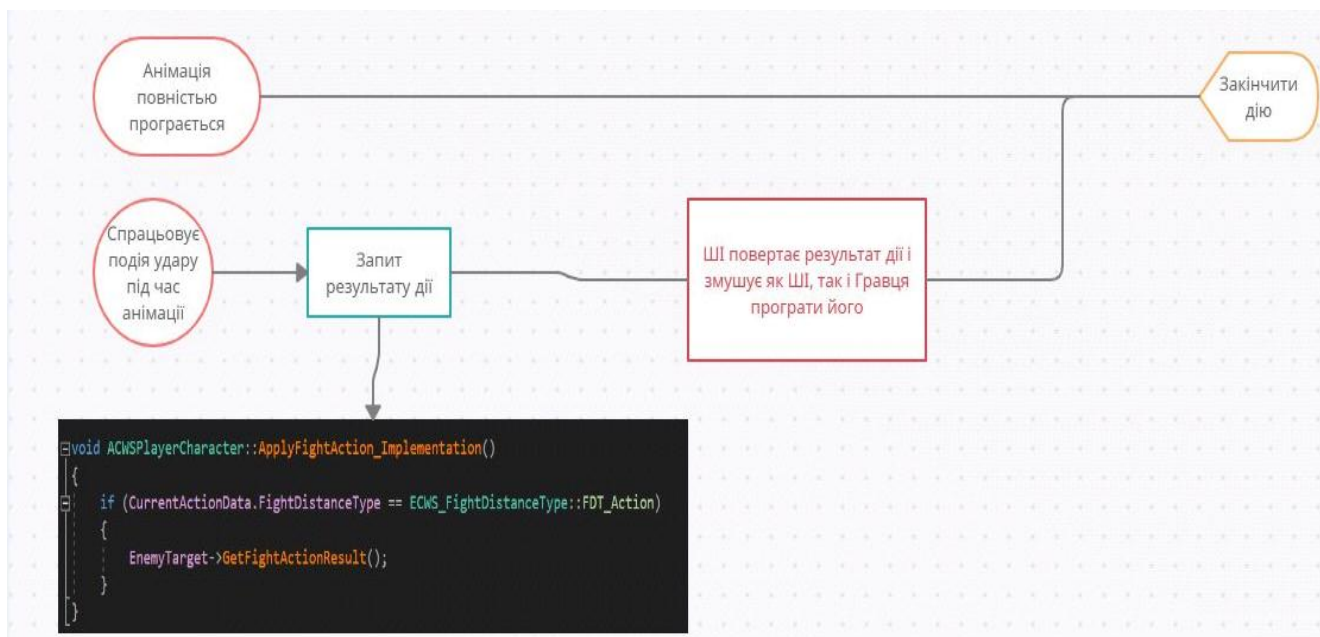 Анімація
повністю
програється
Закінчити
дію
Спрацьовує
подія удару
під час
анімації
Запит
результату дії
ШІ повертає результат дії і
змушує як ШІ, так і Гравця
програти його
void ACWSPlayerCharacter::ApplyFightAction_Implementation()
{
if (CurrentActionData.FightDistanceType == ECWS_FightDistanceType::FDT_Action)
{
EnemyTarget->GetFightActionResult();
}
}